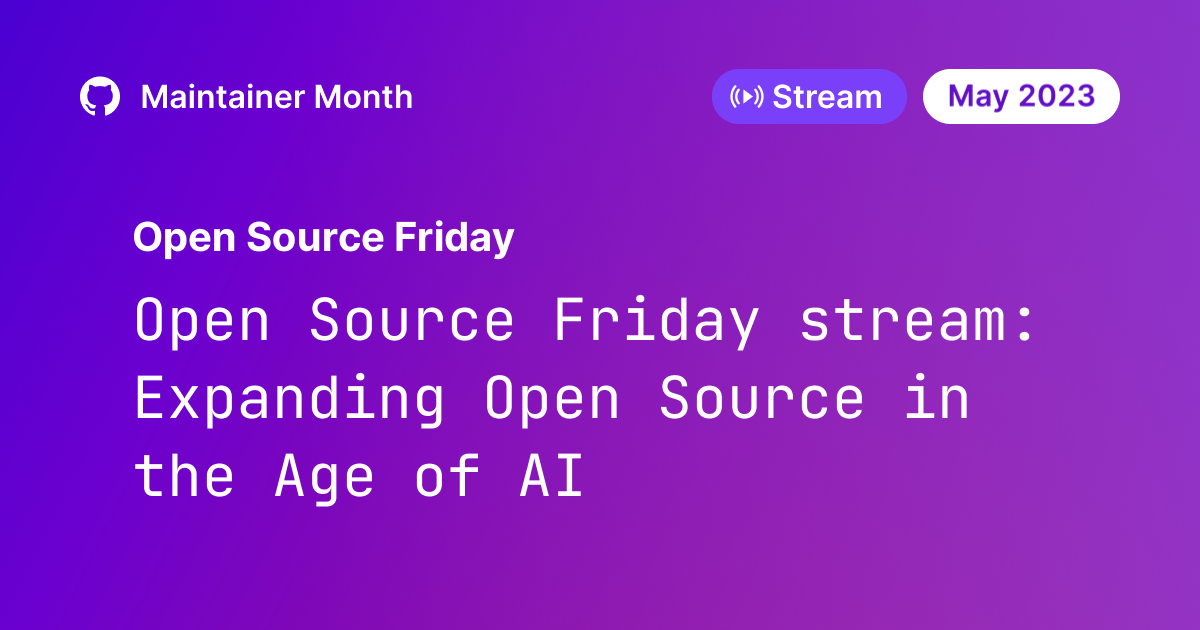 Maintainer Month
Stream
May 2023
Open Source Friday
Open Source Friday stream:
Expanding Open Source in
the Age of AI